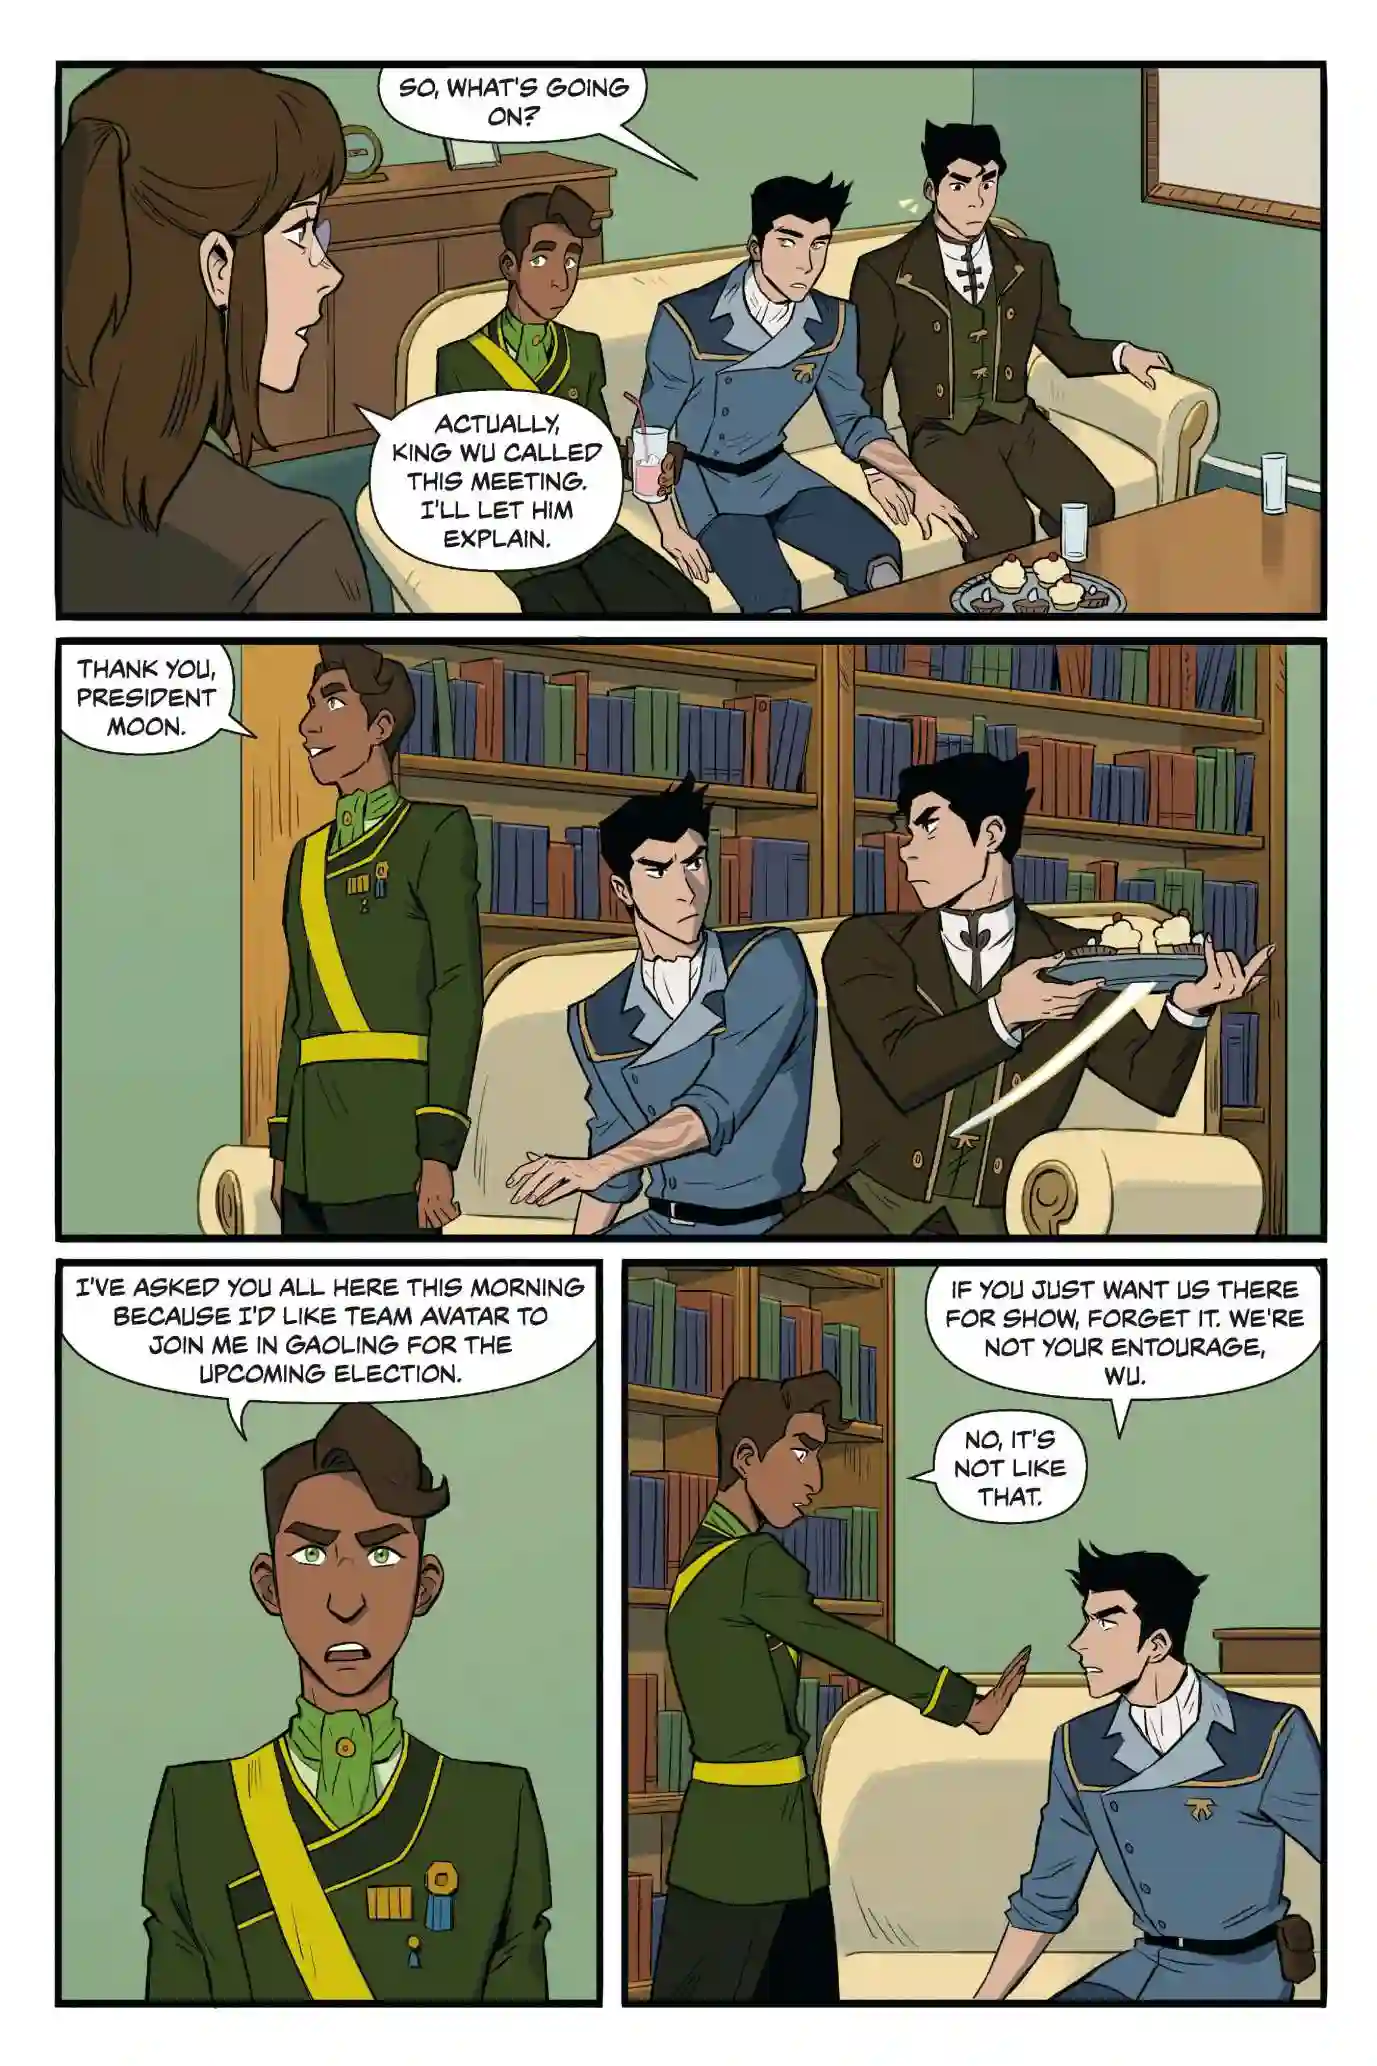 SO, WHAT'S GOING
ON?
ACTUALLY,
KING WU CALLED
THIS MEETING.
I'LL LET HIM
EXPLAIN.
THANK YOU,
PRESIDENT
MOON.
I'VE ASKED YOU ALL HERE THIS MORNING
BECAUSE I'D LIKE TEAM AVATAR TO
JOIN ME IN GAOLING FOR THE
UPCOMING ELECTION.
IF YOU JUST WANT US THERE
FOR SHOW, FORGET IT. WE'RE
NOT YOUR ENTOURAGE,
WU.
NO, IT'S
NOT LIKE
THAT.